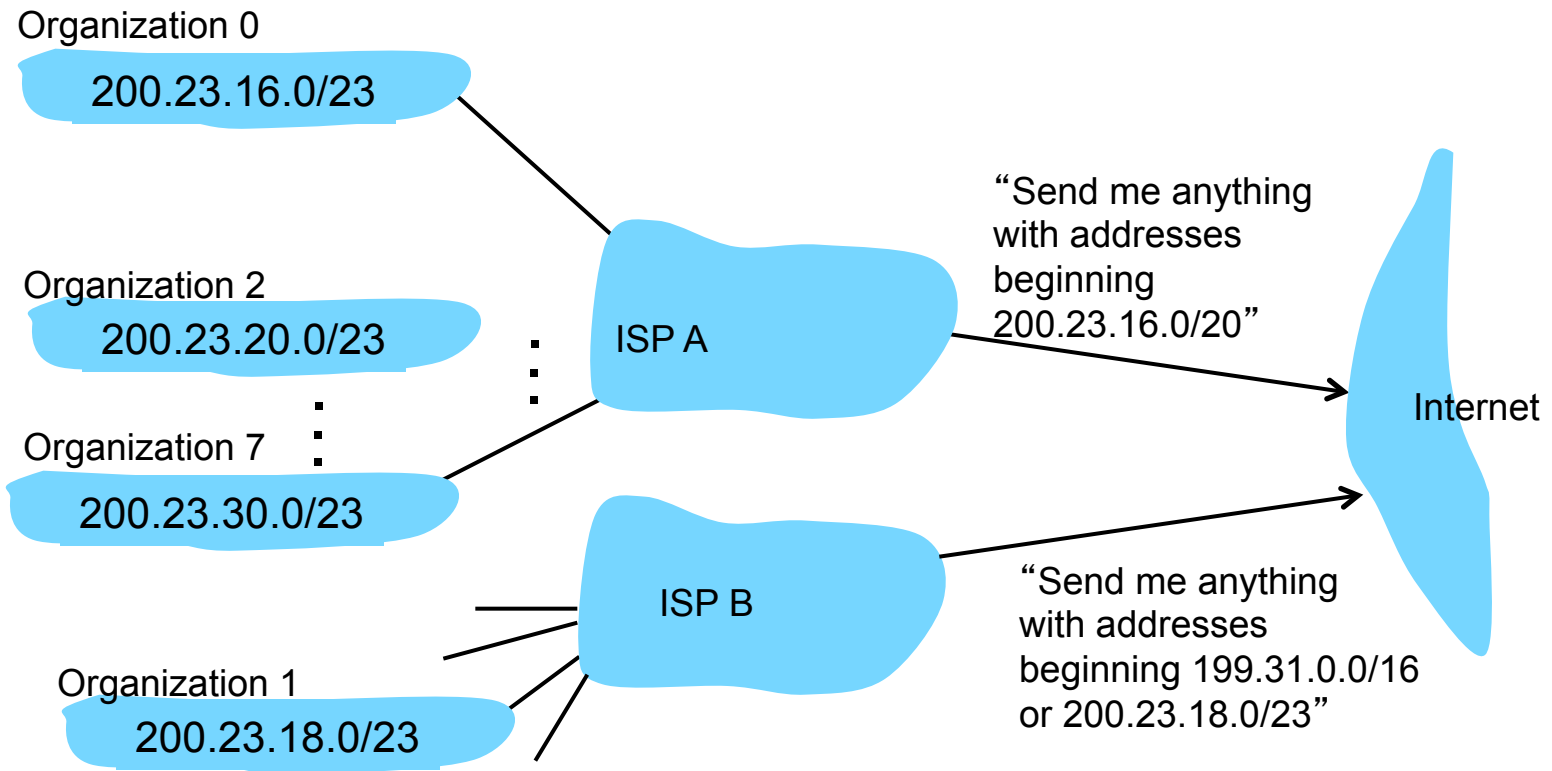 Organization 0
200.23.16.0/23
Organization 2
200.23.20.0/23
Organization 7
200.23.30.0/23
Organization 1
200.23.18.0/23
ISP A
ISP B
“Send me anything
with addresses
beginning
200.23.16.0/20”
“Send me anything
with addresses
beginning 199.31.0.0/16
or 200.23.18.0/23”
Internet